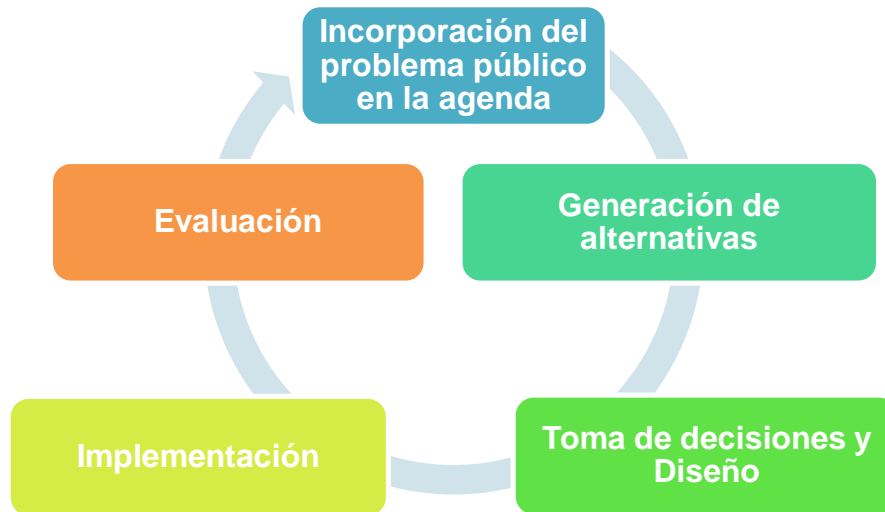 Incorporación del
problema público
en la agenda
Generación de
alternativas
Toma de decisiones y
Diseño
Implementación
Evaluación